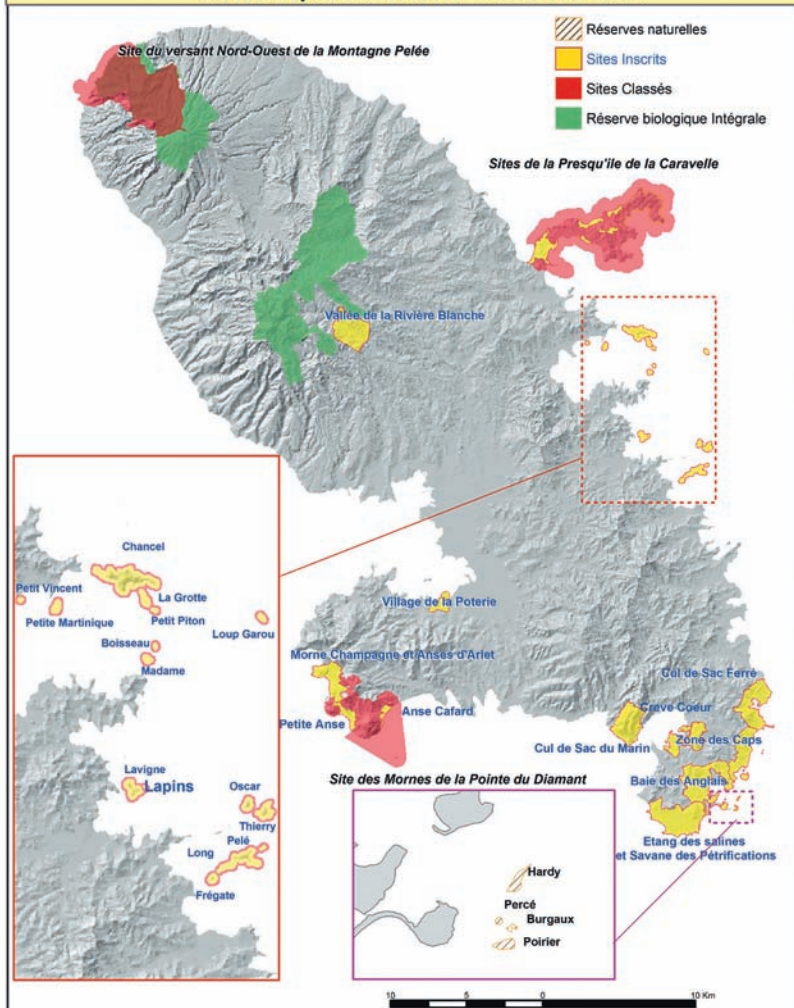 Réserves naturelles
Sites Inscrits
Sites Classés
Réserve biologique Intégrale
Site du versant Nord-Ouest de la Montagne Pelée
Sites de la Presqu'ile de la Caravelle
Vallée de la Rivière Blanche
Chancel
Petit Vincent
La Grotte
Petite Martinique
Petit Piton
Loup Garou
Boisseau
Madame
Lavigne
Lapins
Oscar
Thierry
Pelé
Long
Frégate
Village de la Poterie
Morne Champagne et Anses d'Arlet
Petite Anse
Anse Cafard
Cul de Sac Ferré
Crève Coeur
Cul de Sac du Marin
Zone des Caps
Baie des Anglais
Site des Mornes de la Pointe du Diamant
Etang des salines
et Savane des Pétrifications
Hardy
Percé
Burgaux
Poirier
10 5 0 10 Km